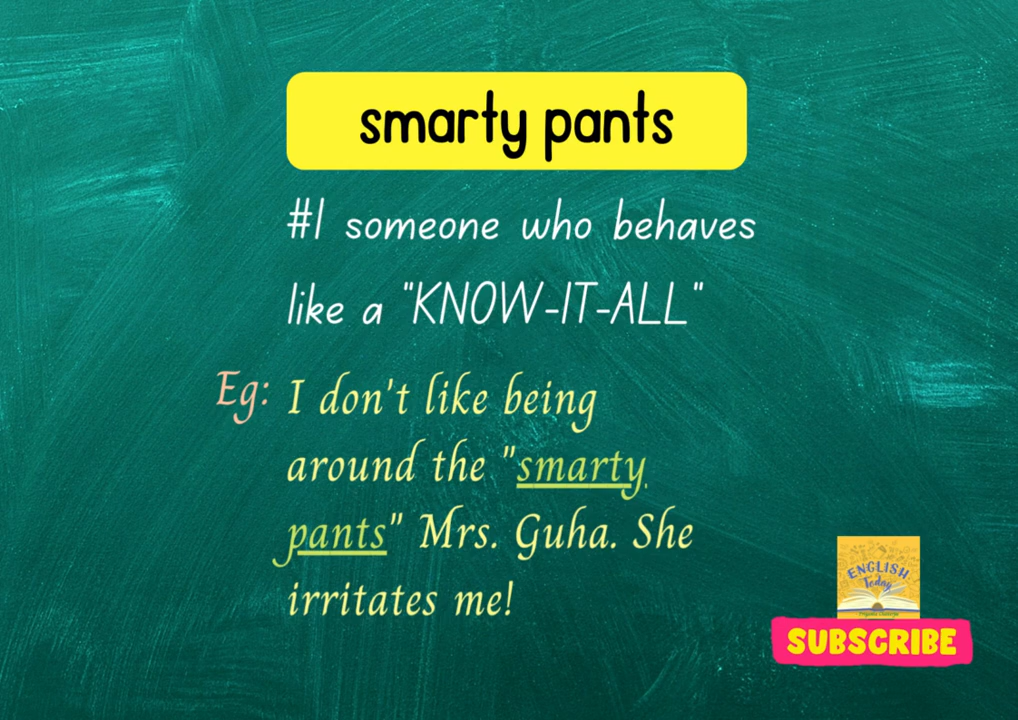 smarty pants
#1 someone who behaves
like a "KNOW-IT-ALL"
Eg: I don't like being
around the "smarty
pants" Mrs. Guha. She
irritates me!
ENGLISH
Today
SUBSCRIBE